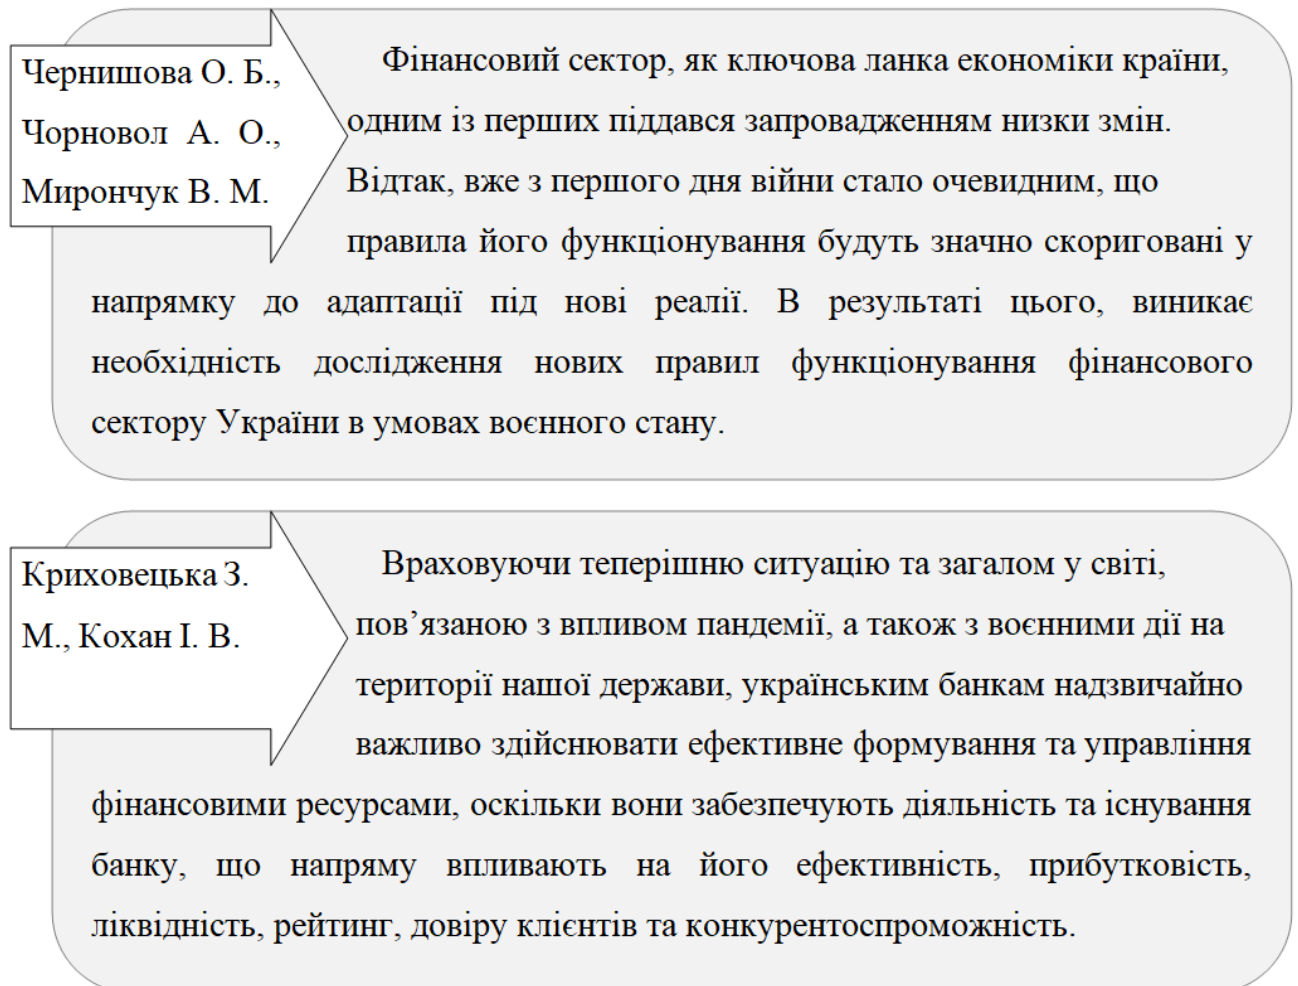 Чернишова О. Б.,
Чорновол А. О.,
Мирончук В. М.
Фінансовий сектор, як ключова ланка економіки країни,
одним із перших піддався запровадженням низки змін.
Відтак, вже з першого дня війни стало очевидним, що
правила його функціонування будуть значно скориговані у
напрямку до адаптації під нові реалії. В результаті цього, виникає
необхідність дослідження нових правил функціонування фінансового
сектору України в умовах воєнного стану.
Криховецька З.
М., Кохан І. В.
Враховуючи теперішню ситуацію та загалом у світі,
пов’язаною з впливом пандемії, а також з воєнними дії на
території нашої держави, українським банкам надзвичайно
важливо здійснювати ефективне формування та управління
фінансовими ресурсами, оскільки вони забезпечують діяльність та існування
банку, що напряму впливають на його ефективність, прибутковість,
ліквідність, рейтинг, довіру клієнтів та конкурентоспроможність.